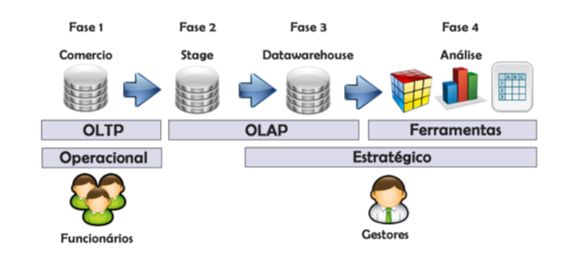 Fase 1 Fase 2 Fase 3 Fase 4
Comercio Stage Datawarehouse Análise
OLTP OLAP Ferramentas
Operacional Estratégico
Funcionários Gestores